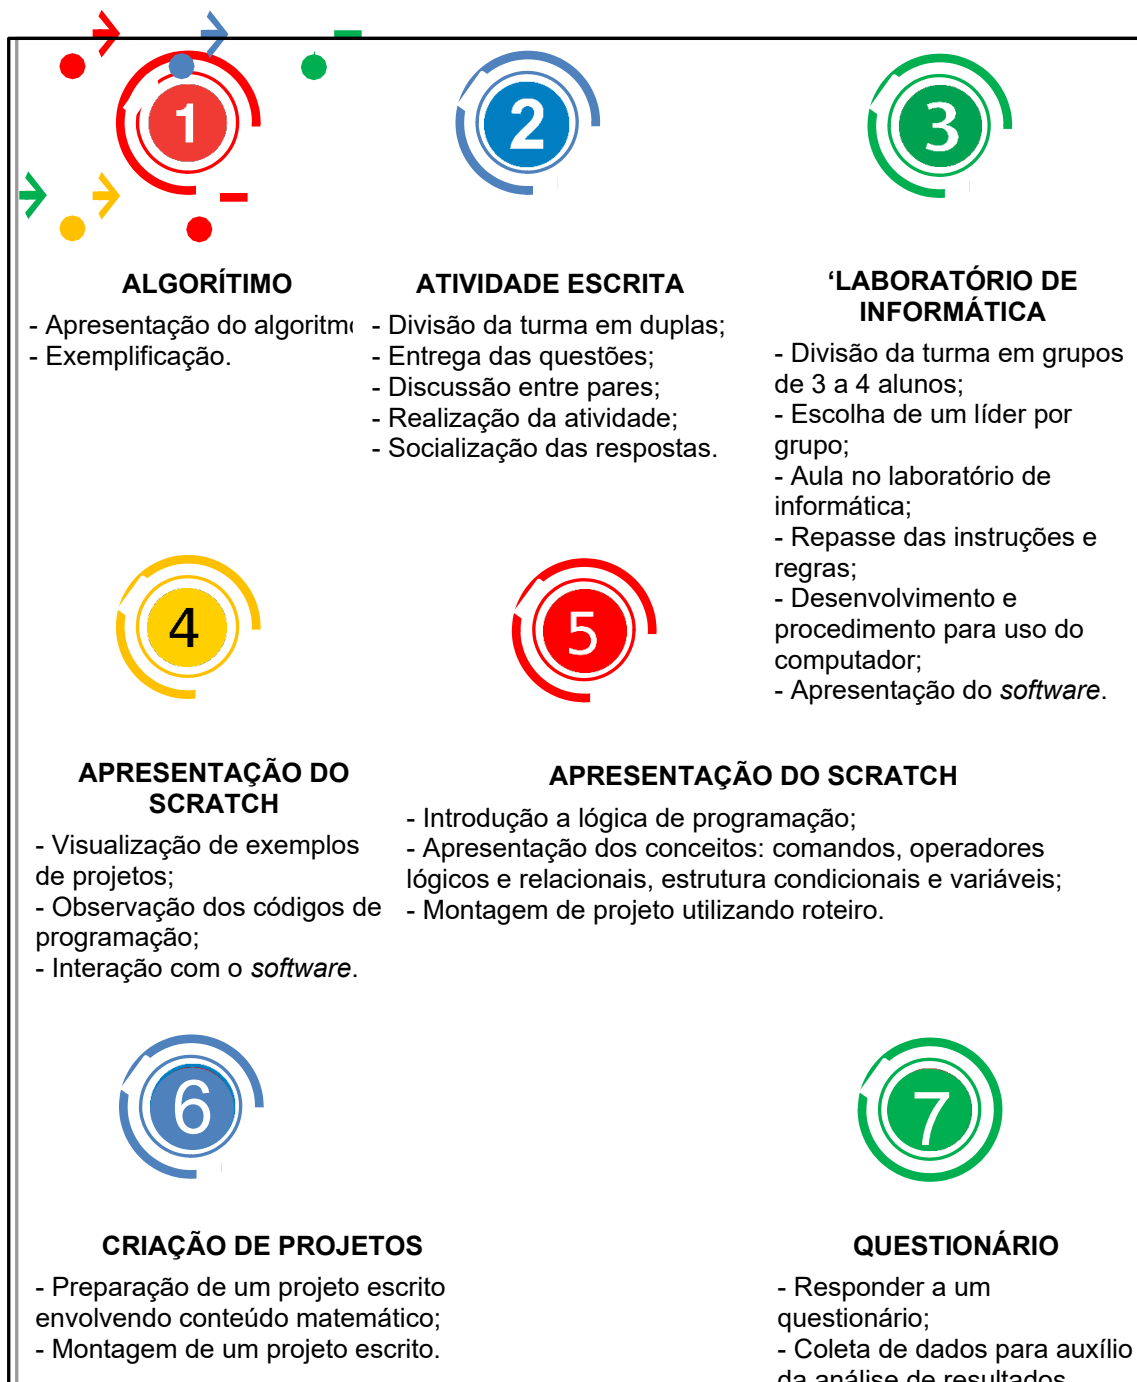 1
ALGORÍTIMO
- Apresentação do algoritmo
- Exemplificação.
2
ATIVIDADE ESCRITA
- Divisão da turma em duplas;
- Entrega das questões;
- Discussão entre pares;
- Realização da atividade;
- Socialização das respostas.
3
‘LABORATÓRIO DE
INFORMÁTICA
- Divisão da turma em grupos
de 3 a 4 alunos;
- Escolha de um líder por
grupo;
- Aula no laboratório de
informática;
- Repasse das instruções e
regras;
- Desenvolvimento e
procedimento para uso do
computador;
- Apresentação do software.
4
APRESENTAÇÃO DO
SCRATCH
- Visualização de exemplos
de projetos;
- Observação dos códigos de
programação;
- Interação com o software.
5
APRESENTAÇÃO DO SCRATCH
- Introdução a lógica de programação;
- Apresentação dos conceitos: comandos, operadores
lógicos e relacionais, estrutura condicionais e variáveis;
- Montagem de projeto utilizando roteiro.
6
CRIAÇÃO DE PROJETOS
- Preparação de um projeto escrito
envolvendo conteúdo matemático;
- Montagem de um projeto escrito.
7
QUESTIONÁRIO
- Responder a um
questionário;
- Coleta de dados para auxílio
da análise de resultados